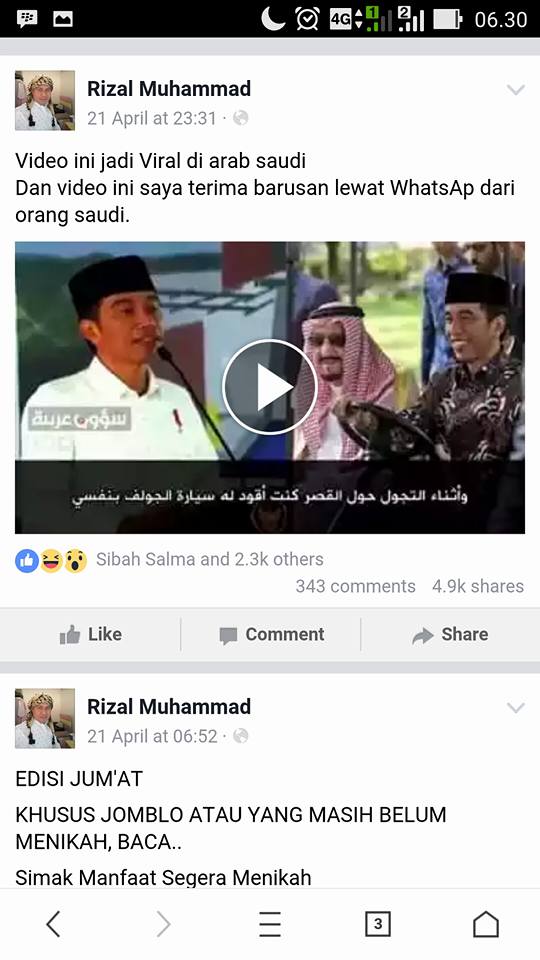 4G 1 2 06.30
Rizal Muhammad
21 April at 23:31 ·
Video ini jadi Viral di arab saudi
Dan video ini saya terima barusan lewat WhatsAp dari
orang saudi.
سؤون عربية
وأثناء التجول حول القصر كنت أقود له سيارة الجولف بنفسي
Sibah Salma and 2.3k others
343 comments 4.9k shares
Like Comment Share
Rizal Muhammad
21 April at 06:52 ·
EDISI JUM'AT
KHUSUS JOMBLO ATAU YANG MASIH BELUM
MENIKAH, BACA..
Simak Manfaat Segera Menikah
3